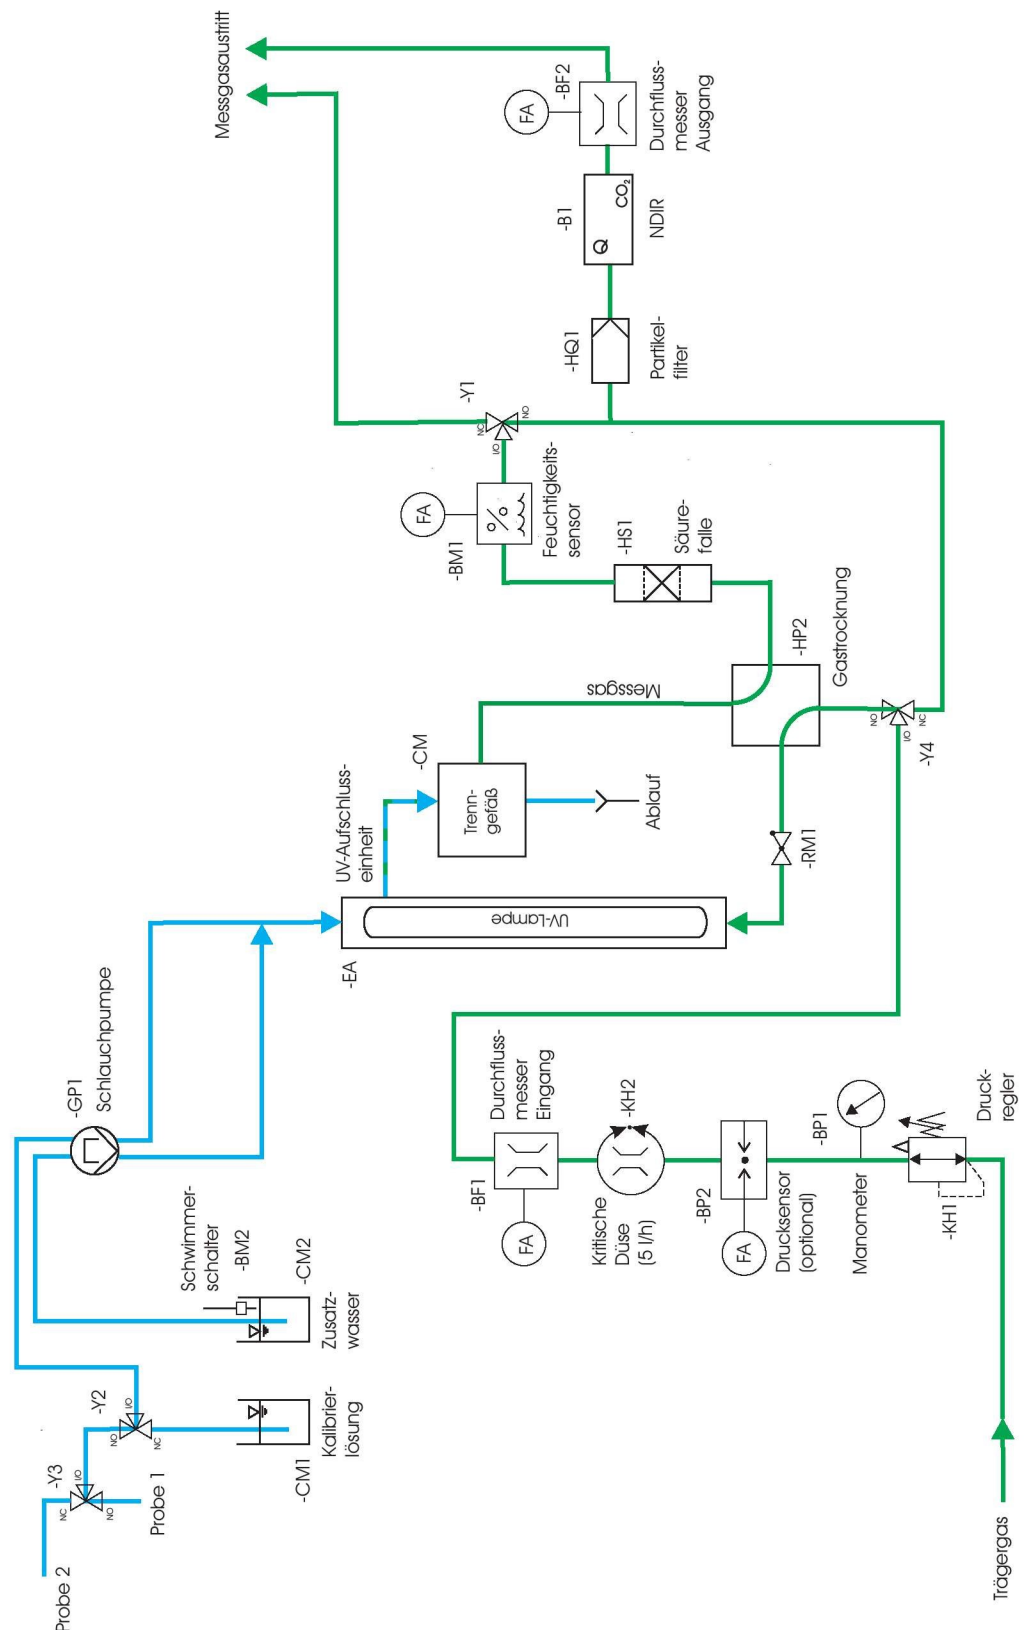 Probe 2
-Y3
NC
I/O
NO
Probe 1
-Y2
NO
I/O
NC
-CM1
Kalibrier-
lösung
Schwimmer-
schalter
-BM2
-CM2
Zusatz-
wasser
-GP1
Schlauchpumpe
-EA
UV-Lampe
UV-Aufschluss-
einheit
-CM
Trenn-
gefäß
Ablauf
Messgas
-RM1
-HP2
Gastrocknung
NO
I/O
NC
-Y4
-HS1
Säure-
falle
FA
-BM1
%
Feuchtigkeits-
sensor
-Y1
NC
I/O
NO
Messgasaustritt
-HQ1
Partikel-
filter
-B1
Q
CO₂
NDIR
FA
-BF2
Durchfluss-
messer
Ausgang
Trägergas
-KH1
Druck-
regler
-BP1
Manometer
-BP2
FA
Drucksensor
(optional)
-KH2
Kritische
Düse
(5 l/h)
-BF1
FA
Durchfluss-
messer
Eingang